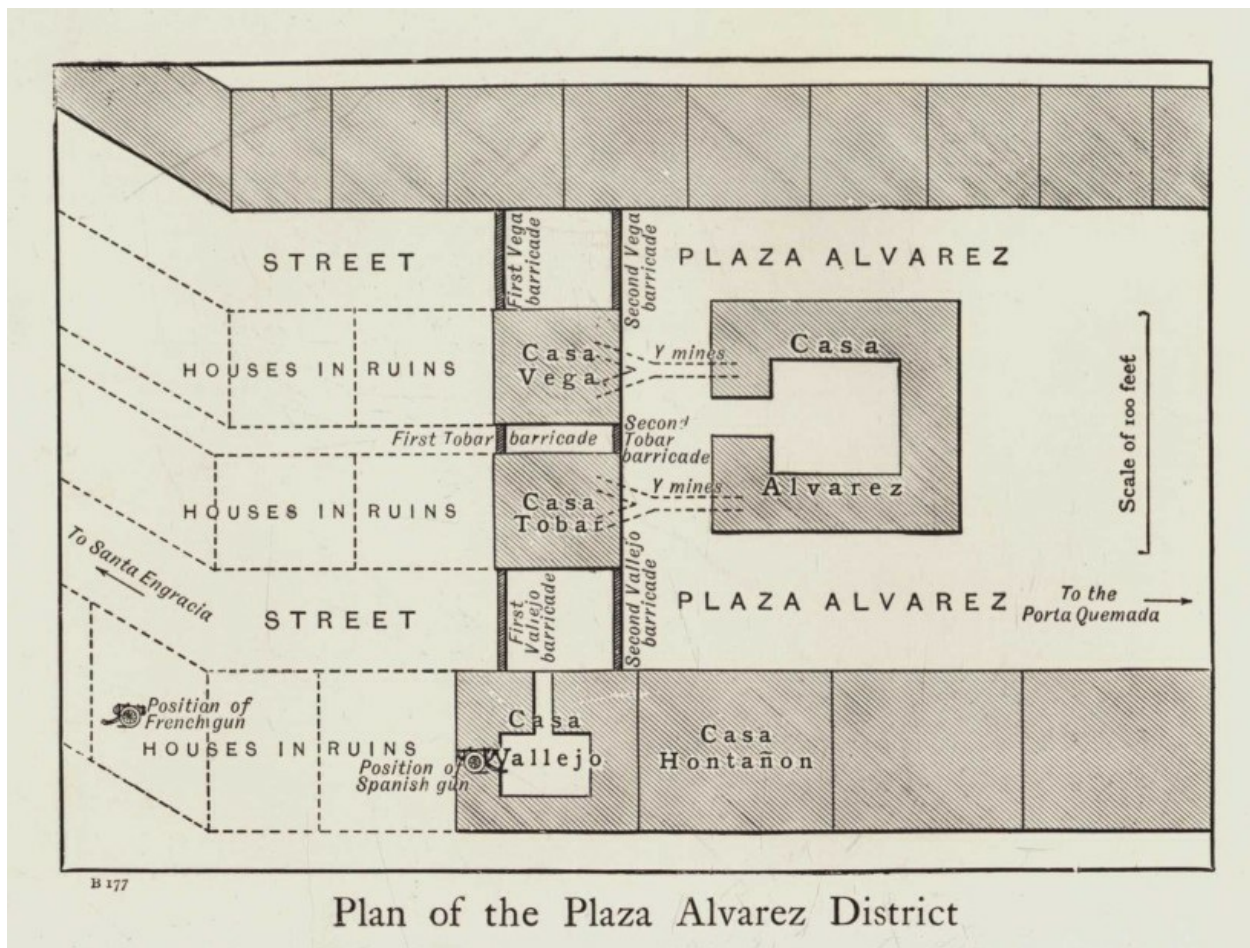 First Vega
barricade
Second Vega
barricade
STREET
PLAZA ALVAREZ
Casa
Vega
Y mines
Casa
HOUSES IN RUINS
Scale of 100 feet
First Tobar barricade
Second
Tobar
barricade
Y mines
Alvarez
Casa
Tobar
HOUSES IN RUINS
To Santa Engracia
First
Vallejo
barricade
Second Vallejo
barricade
STREET
PLAZA ALVAREZ
To the
Porta Quemada
Position of
French gun
HOUSES IN RUINS
Casa
Vallejo
Position of
Spanish gun
Casa
Hontañon
B 177
Plan of the Plaza Alvarez District